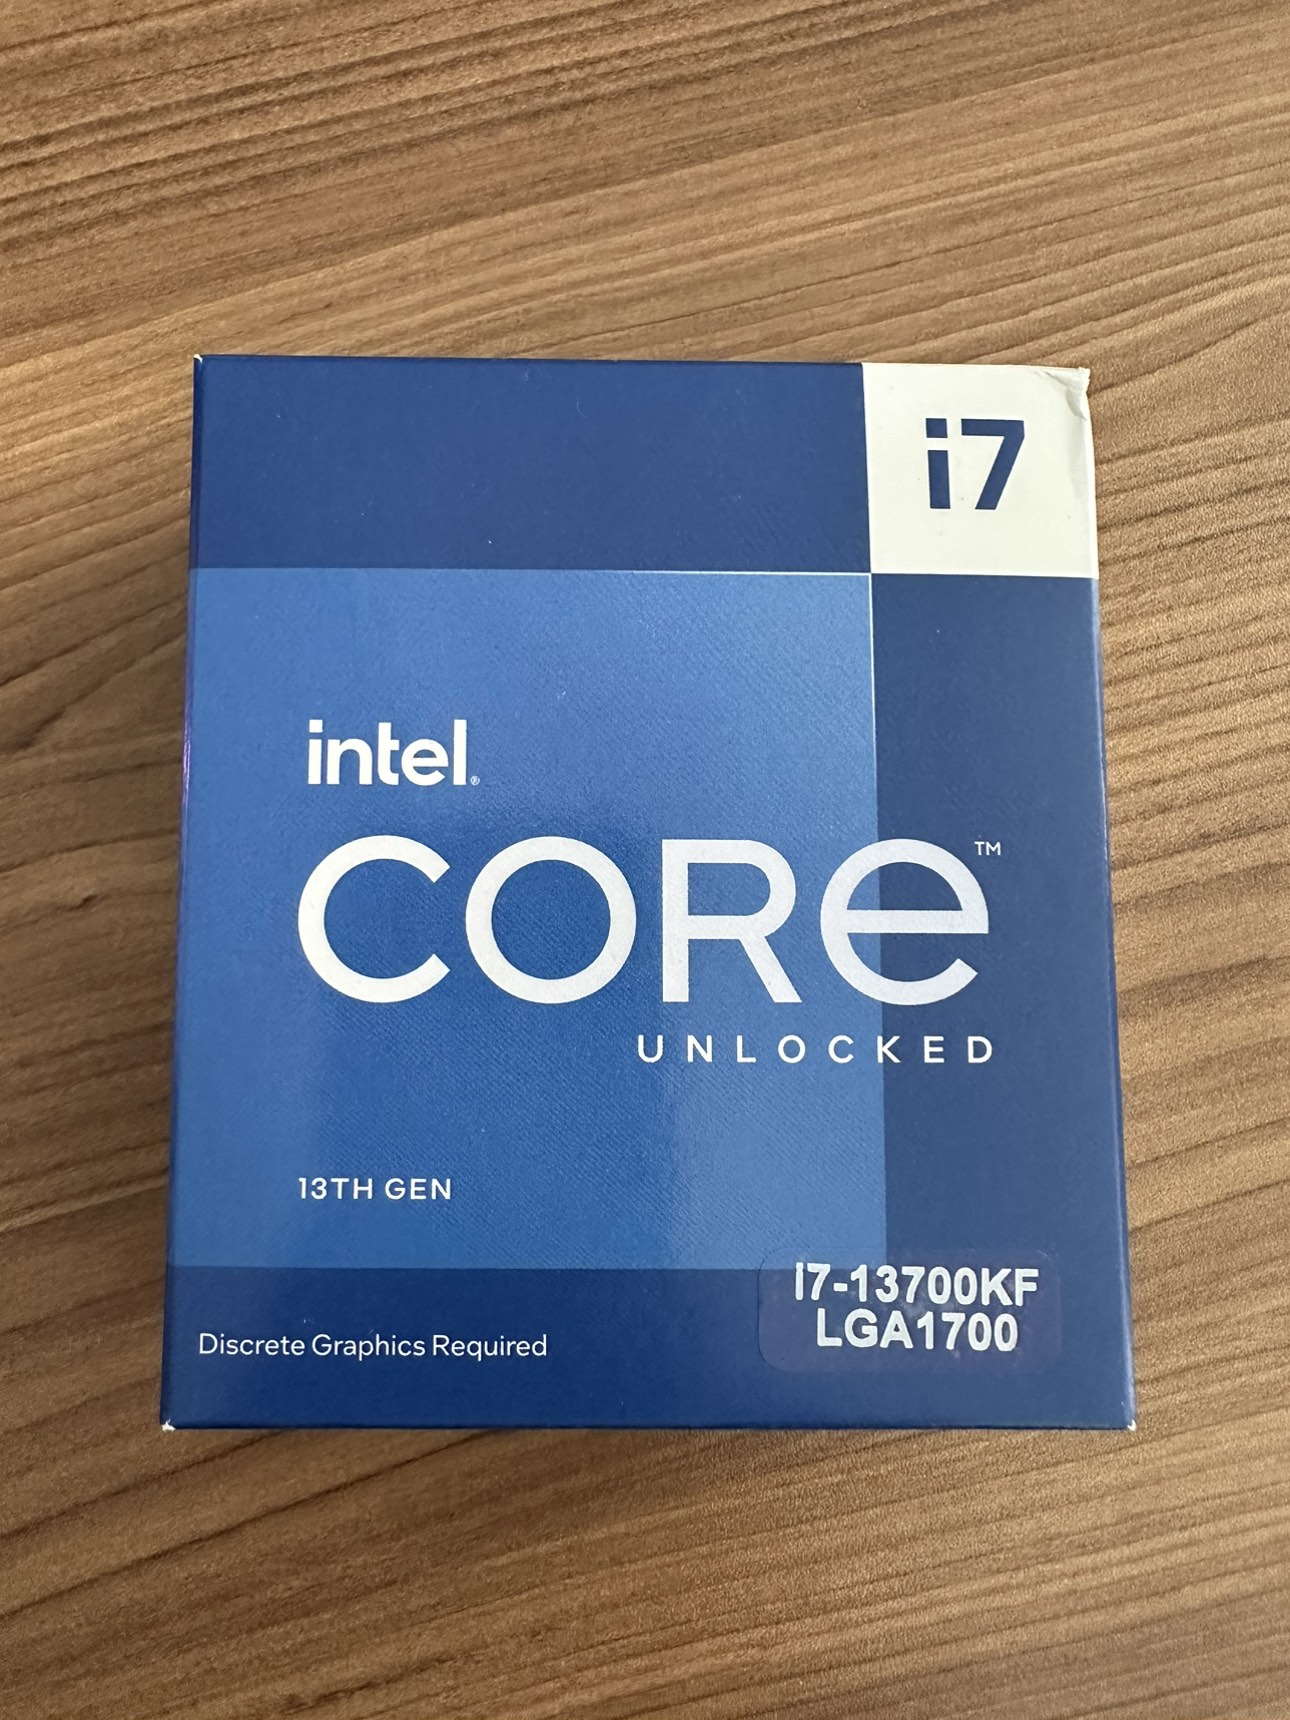 i7
intel®
CORE™
UNLOCKED
13TH GEN
I7-13700KF
LGA1700
Discrete Graphics Required